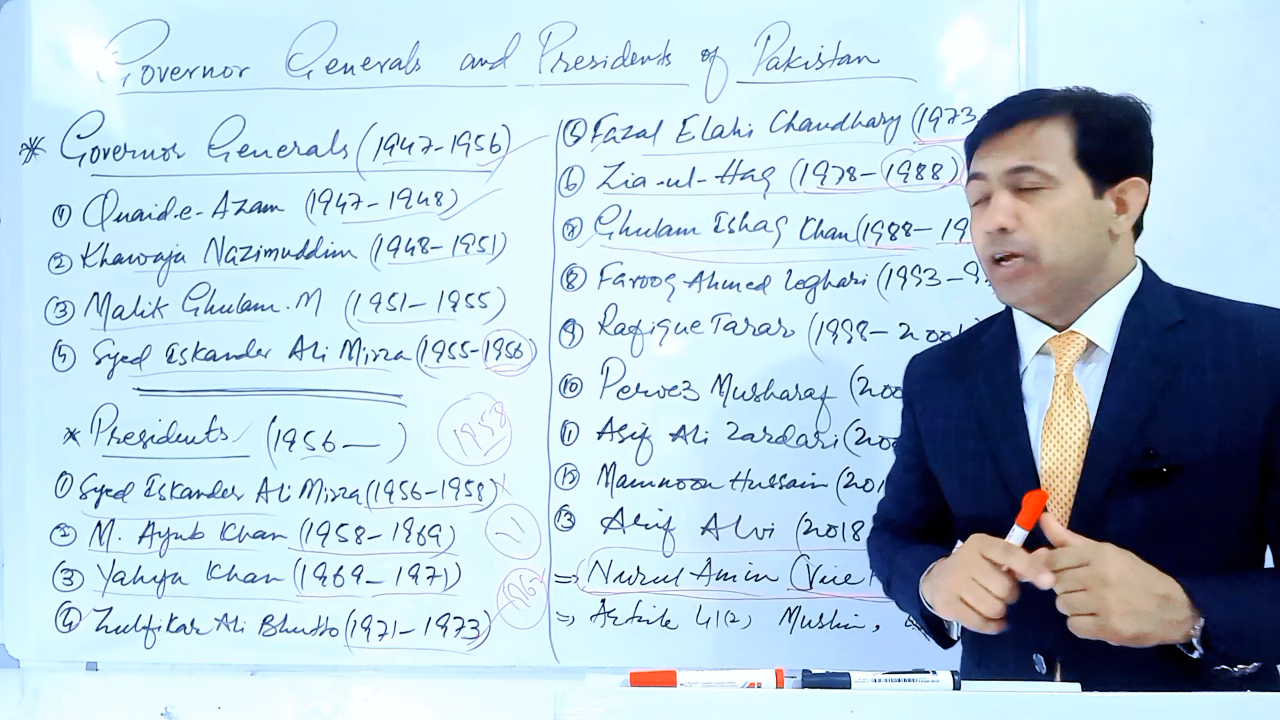 Governor Generals and Presidents of Pakistan
* Governor Generals (1947-1956)
① Quaid-e-Azam (1947-1948)
② Khawaja Nazimuddin (1948-1951)
③ Malik Ghulam.M (1951-1955)
Syed Iskander Ali Mirza (1955-1956)
* Presidents (1956— )
1958
① Syed Iskander Ali Mirza (1956-1958)
② M. Ayub Khan (1958-1969)
③ Yahya Khan (1969-1971)
④ Zulfikar Ali Bhutto (1971-1973)
⑤ Fazal Elahi Chaudhary (1973-
⑥ Zia-ul-Haq (1978-1988)
⑦ Ghulam Ishaq Khan (1988-19
⑧ Farooq Ahmed Leghari (1993-9
⑨ Rafique Tarar (1998-2001
⑩ Pervez Musharaf (200
⑪ Asif Ali Zardari (200
⑫ Mamnoon Hussain (201
⑬ Arif Alvi (2018
⇒ Nurul Amin (Vice
⇒ Article 41(2) Muslim,